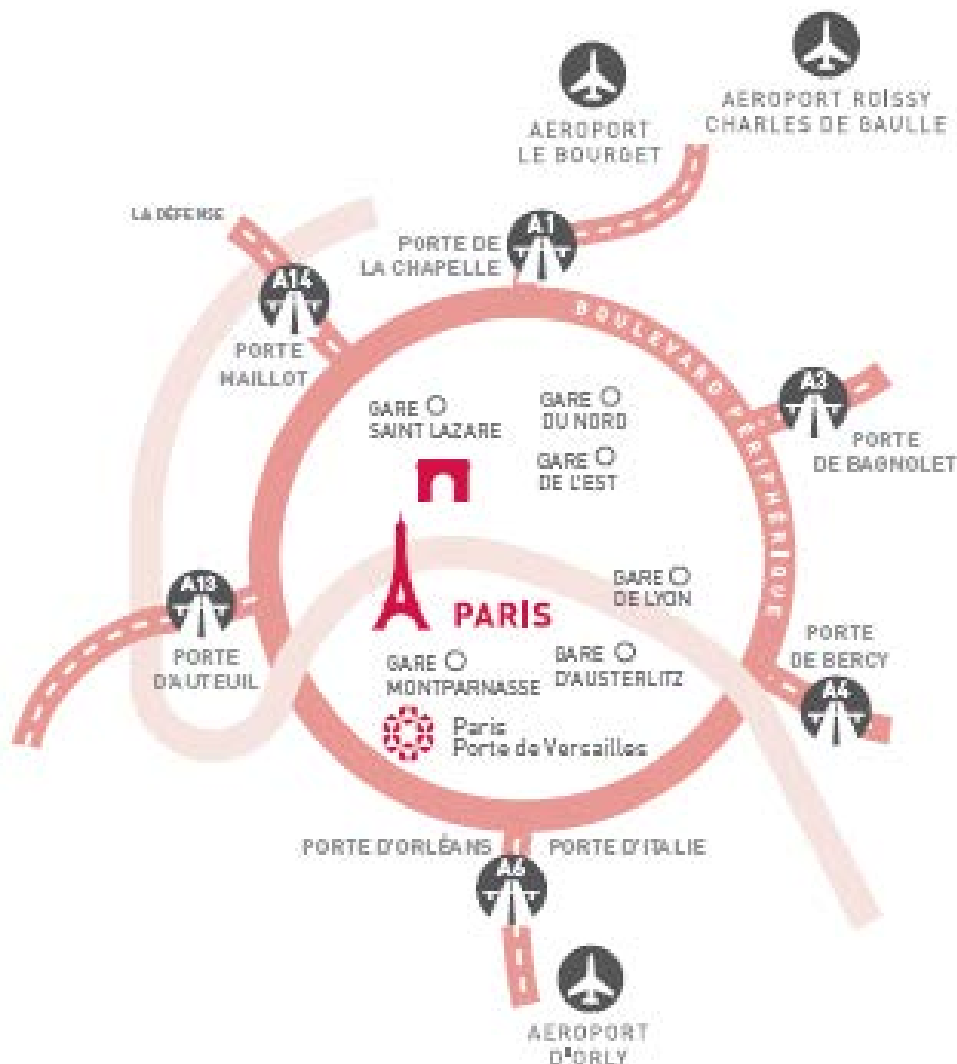 AEROPORT ROISSY
CHARLES DE GAULLE
AEROPORT
LE BOURGET
LA DÉFENSE
A1
PORTE DE
LA CHAPELLE
A14
PORTE
MAILLOT
BOULEVARD PÉRIPHÉRIQUE
A3
PORTE
DE BAGNOLET
GARE
SAINT LAZARE
GARE
DU NORD
GARE
DE L'EST
A13
PORTE
D'AUTEUIL
PARIS
GARE
DE LYON
PORTE
DE BERCY
A4
GARE
MONTPARNASSE
GARE
D'AUSTERLITZ
Paris
Porte de Versailles
PORTE D'ORLÉANS
PORTE D'ITALIE
A6
AEROPORT
D'ORLY